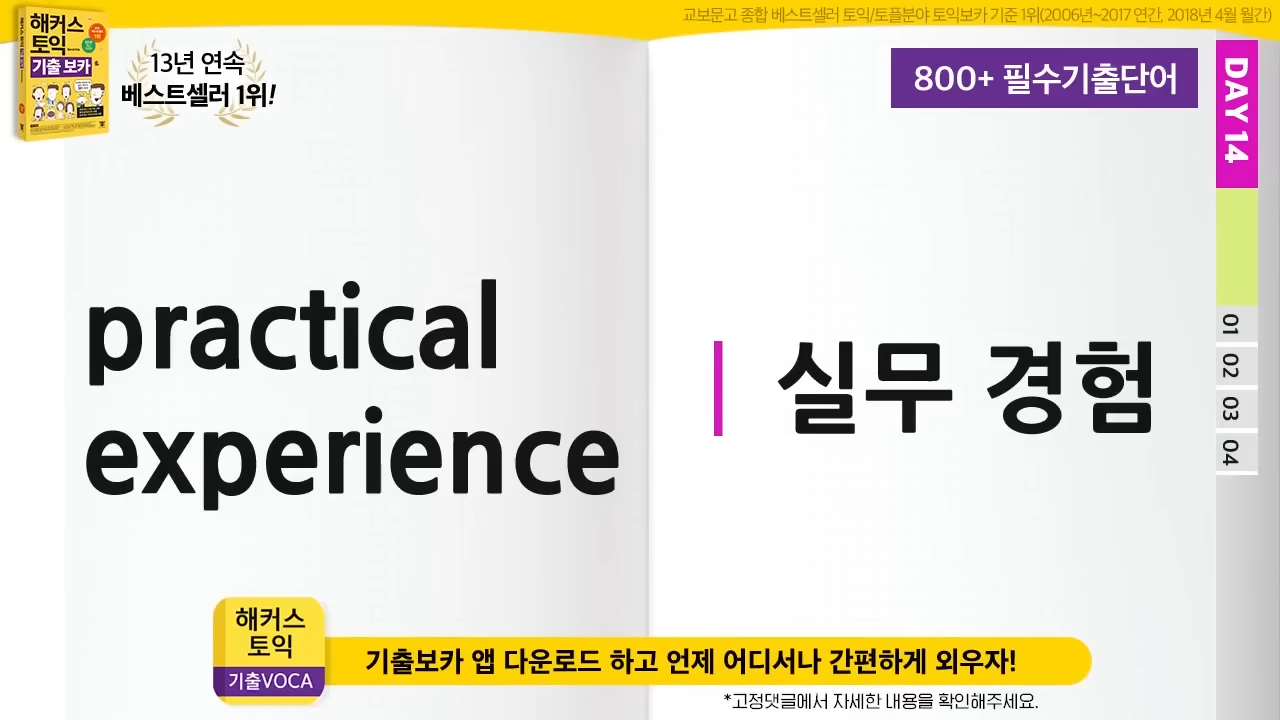 교보문고 종합 베스트셀러 토익/토플분야 토익보카 기준 1위(2006년~2017 연간, 2018년 4월 월간)
해커스
토익
기출 보카
13년 연속
베스트셀러 1위!
800+ 필수기출단어
DAY 14
practical
experience
실무 경험
01
02
03
04
해커스
토익
기출VOCA
기출보카 앱 다운로드 하고 언제 어디서나 간편하게 외우자!
*고정댓글에서 자세한 내용을 확인해주세요.